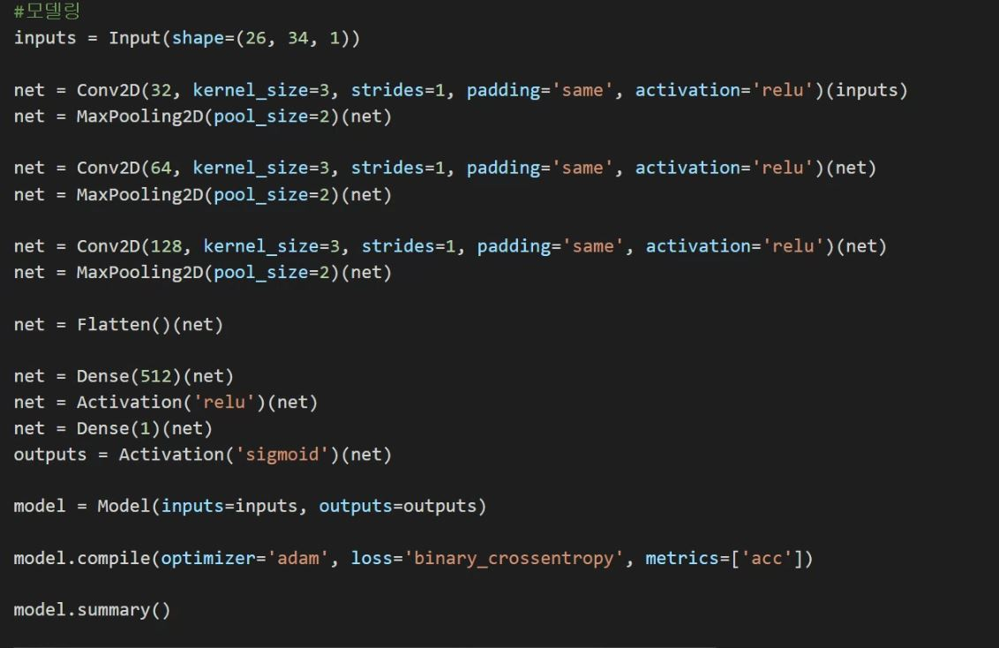 #모델링
inputs = Input(shape=(26, 34, 1))
net = Conv2D(32, kernel_size=3, strides=1, padding='same', activation='relu')(inputs)
net = MaxPooling2D(pool_size=2)(net)
net = Conv2D(64, kernel_size=3, strides=1, padding='same', activation='relu')(net)
net = MaxPooling2D(pool_size=2)(net)
net = Conv2D(128, kernel_size=3, strides=1, padding='same', activation='relu')(net)
net = MaxPooling2D(pool_size=2)(net)
net = Flatten()(net)
net = Dense(512)(net)
net = Activation('relu')(net)
net = Dense(1)(net)
outputs = Activation('sigmoid')(net)
model = Model(inputs=inputs, outputs=outputs)
model.compile(optimizer='adam', loss='binary_crossentropy', metrics=['acc'])
model.summary()